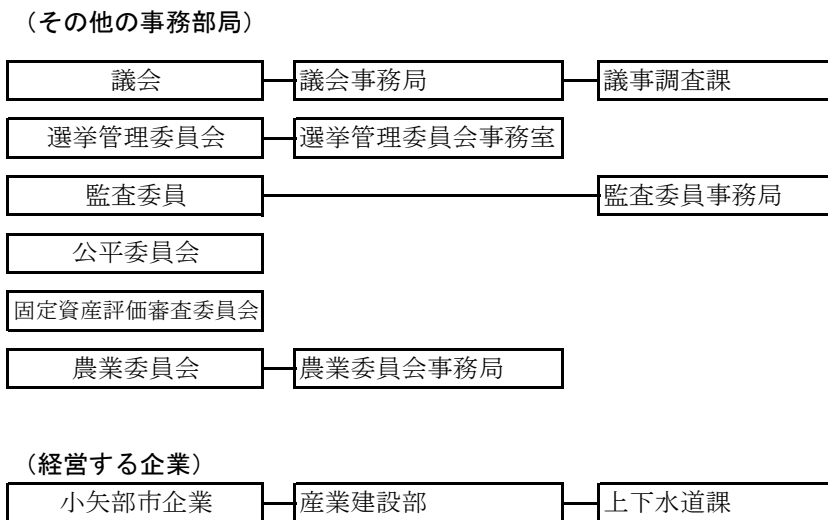 （その他の事務部局）
議会 議会事務局 議事調査課
選挙管理委員会 選挙管理委員会事務室
監査委員 監査委員事務局
公平委員会
固定資産評価審査委員会
農業委員会 農業委員会事務局
（経営する企業）
小矢部市企業 産業建設部 上下水道課